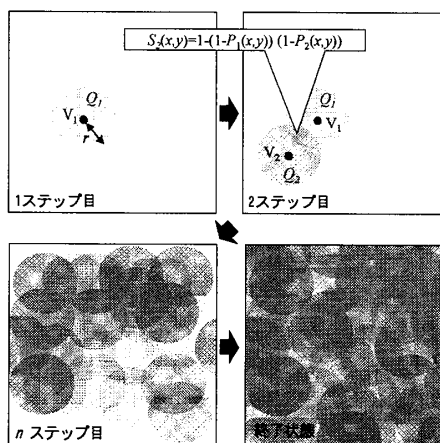 S₂(x,y)=1-(1-P₁(x,y)) (1-P₂(x,y))
Q₁
V₁
r
1ステップ目
Q₁
V₁
V₂
Q₂
2ステップ目
n ステップ目
終了状態